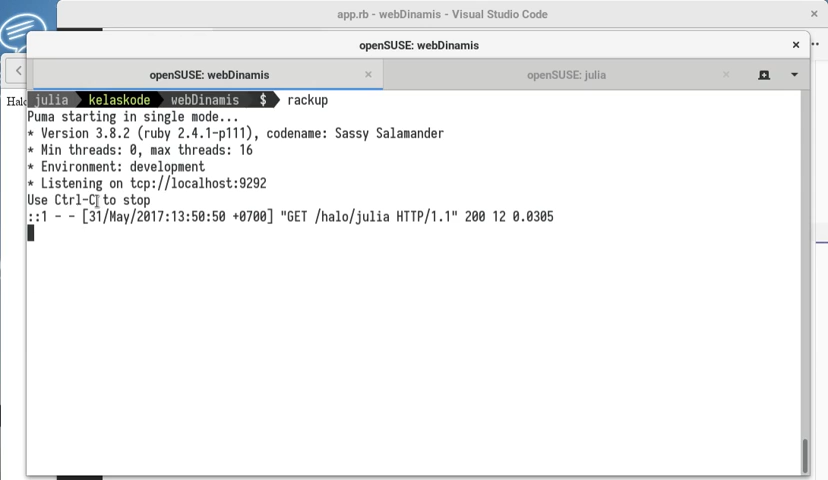 app.rb - webDinamis - Visual Studio Code
openSUSE: webDinamis
openSUSE: webDinamis
openSUSE: julia
julia kelaskode webDinamis $ rackup
Puma starting in single mode...
* Version 3.8.2 (ruby 2.4.1-p111), codename: Sassy Salamander
* Min threads: 0, max threads: 16
* Environment: development
* Listening on tcp://localhost:9292
Use Ctrl-C to stop
::1 - - [31/May/2017:13:50:50 +0700] "GET /halo/julia HTTP/1.1" 200 12 0.0305